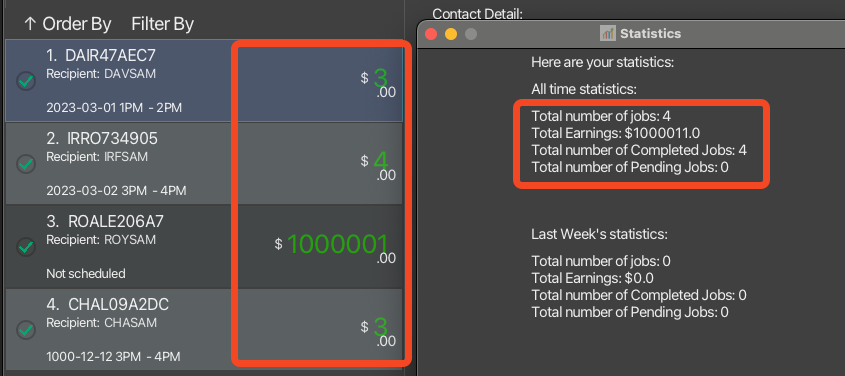 ↑ Order By Filter By
1. DAIR47AEC7
Recipient: DAVSAM
$ 3.00
2023-03-01 1PM - 2PM
2. IRRO734905
Recipient: IRFSAM
$ 4.00
2023-03-02 3PM - 4PM
3. ROALE206A7
Recipient: ROYSAM
$ 1000001.00
Not scheduled
4. CHAL09A2DC
Recipient: CHASAM
$ 3.00
1000-12-12 3PM - 4PM
Contact Detail:
Statistics
Here are your statistics:
All time statistics:
Total number of jobs: 4
Total Earnings: $1000011.0
Total number of Completed Jobs: 4
Total number of Pending Jobs: 0
Last Week's statistics:
Total number of jobs: 0
Total Earnings: $0.0
Total number of Completed Jobs: 0
Total number of Pending Jobs: 0